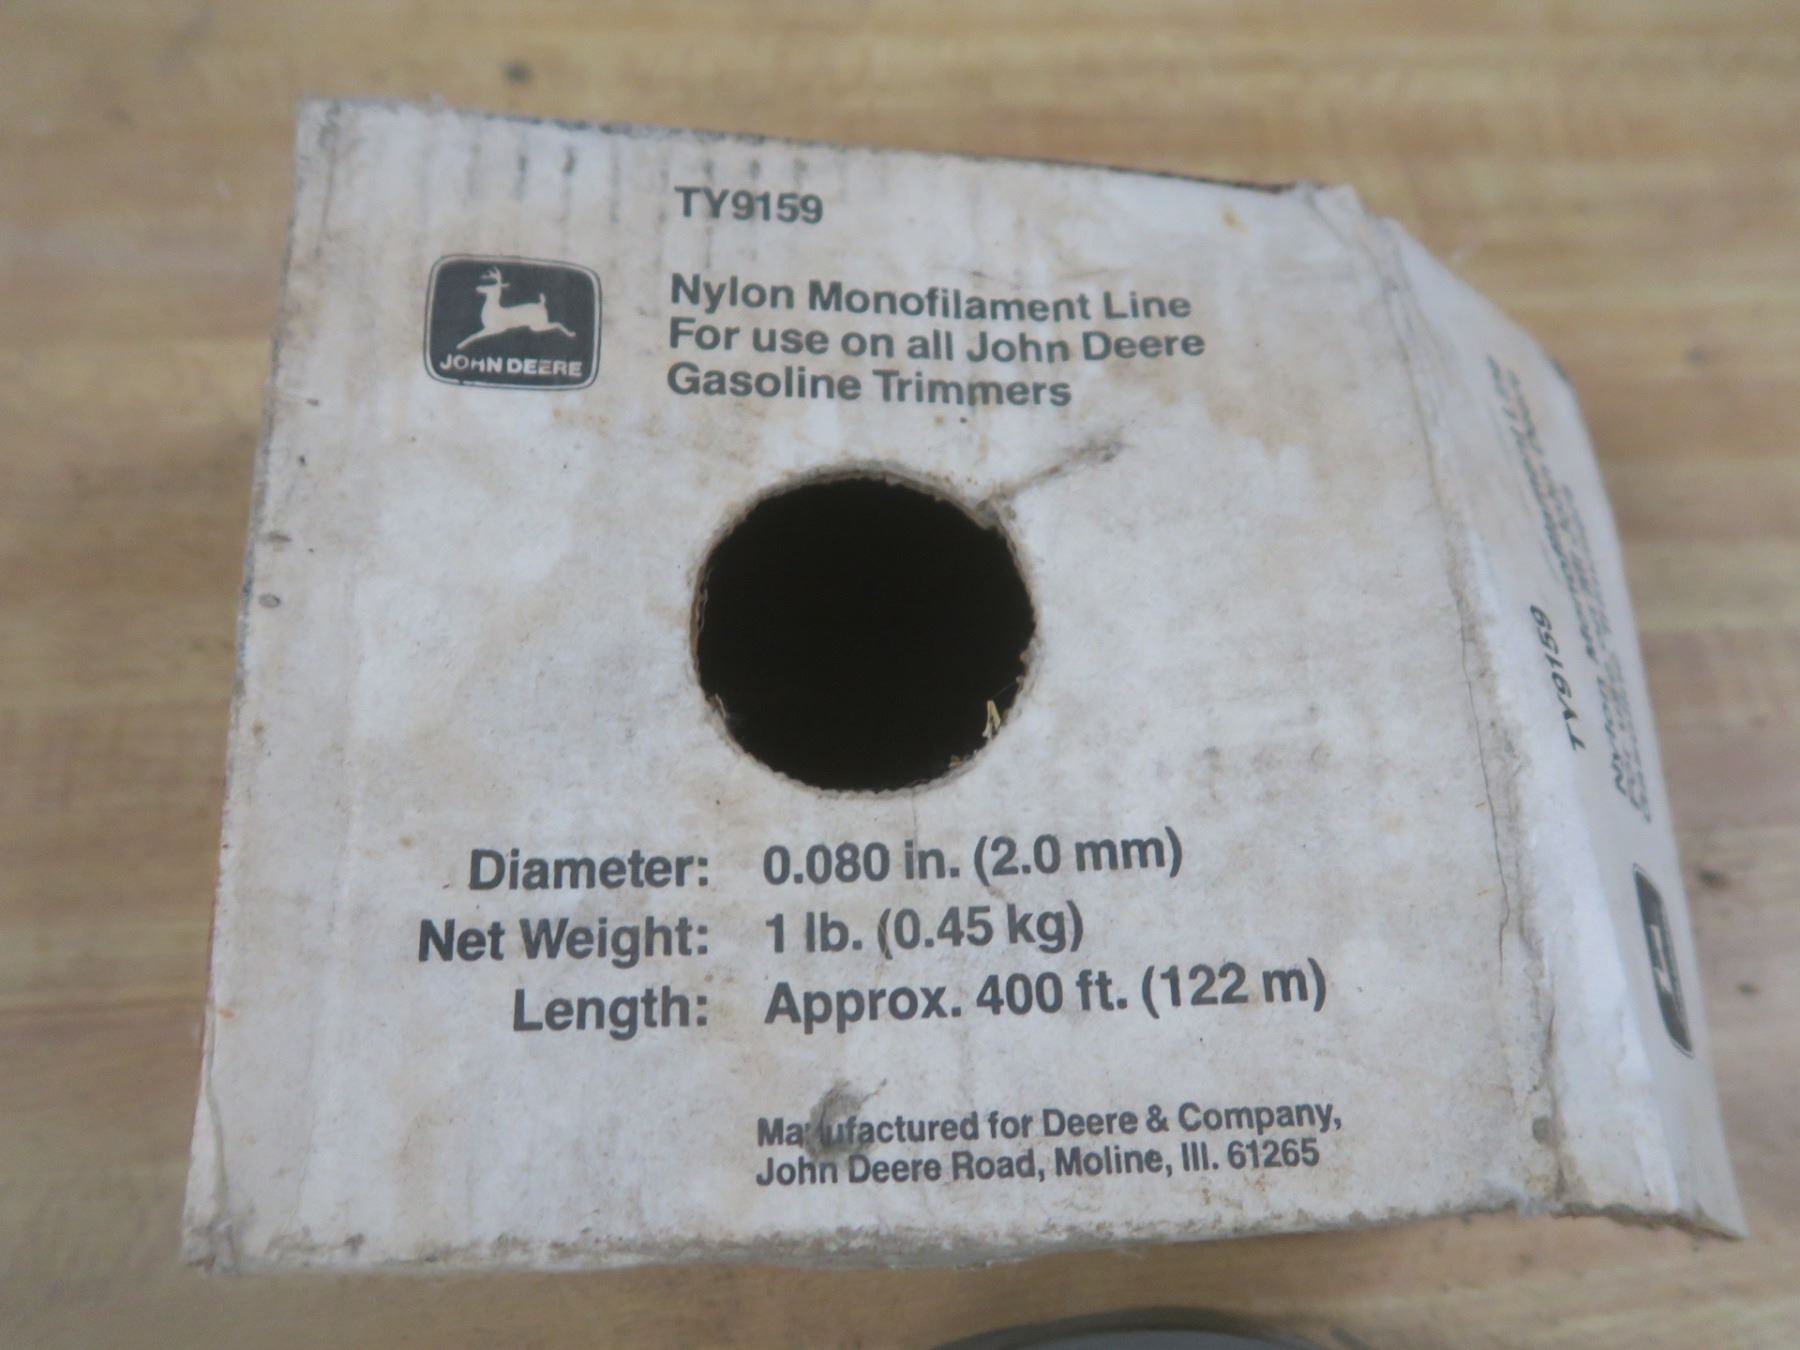 TY9159
JOHN DEERE
Nylon Monofilament Line
For use on all John Deere
Gasoline Trimmers
Diameter: 0.080 in. (2.0 mm)
Net Weight: 1 lb. (0.45 kg)
Length: Approx. 400 ft. (122 m)
Manufactured for Deere & Company,
John Deere Road, Moline, Ill. 61265
TY9159
Nylon